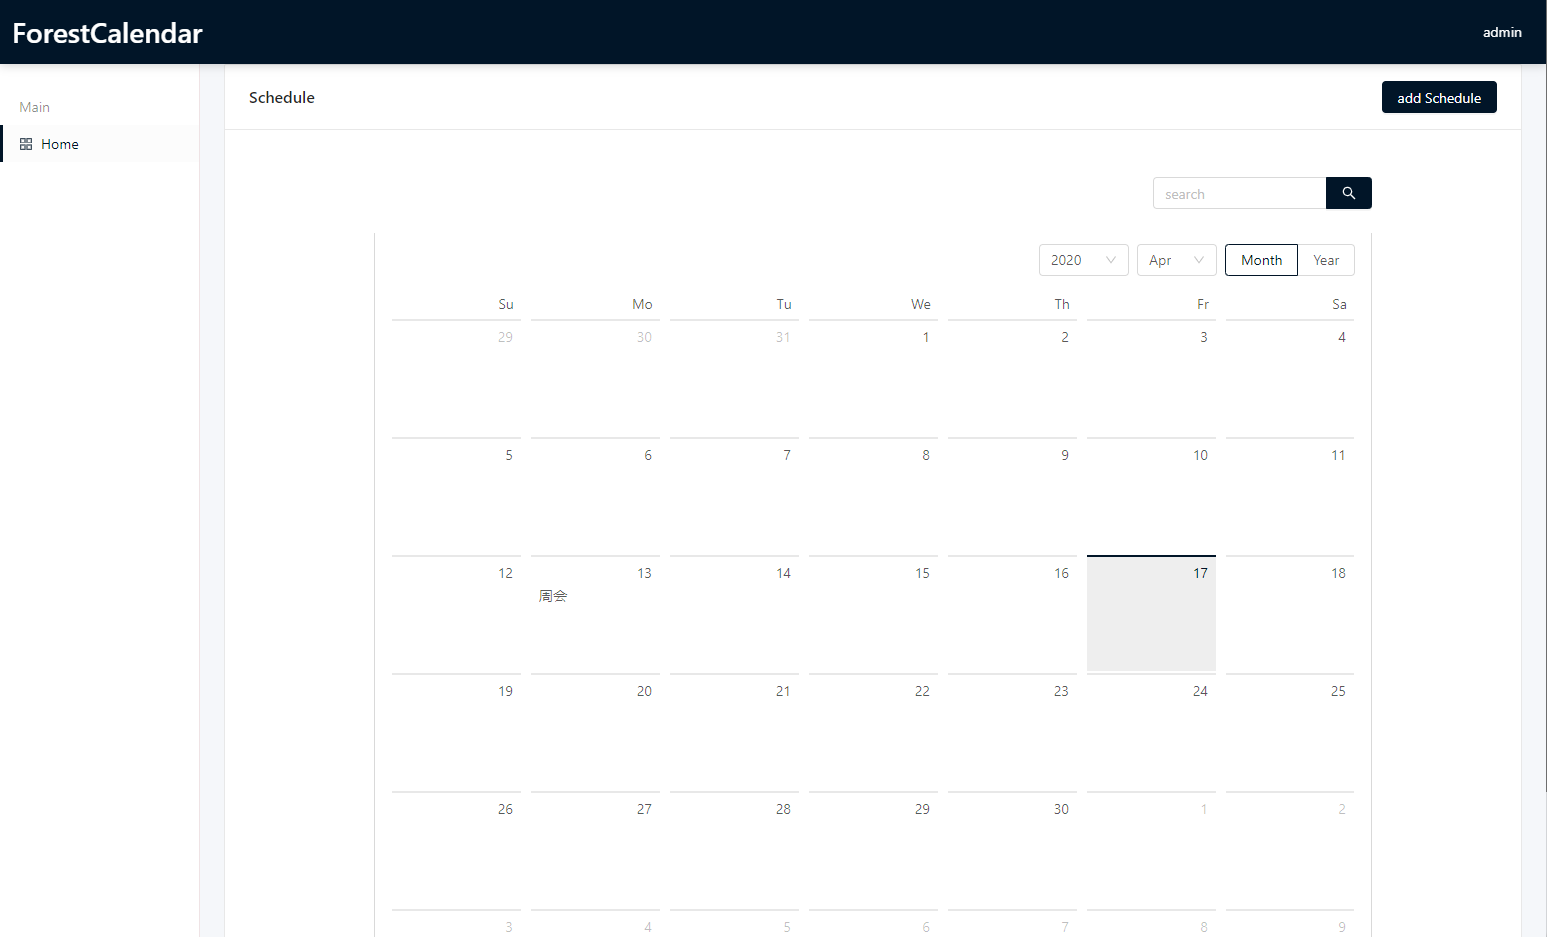 ForestCalendar
admin
Main
Home
Schedule
add Schedule
search
2020 Apr Month Year
Su Mo Tu We Th Fr Sa
29 30 31 1 2 3 4
5 6 7 8 9 10 11
12 13 14 15 16 17 18
周会
19 20 21 22 23 24 25
26 27 28 29 30 1 2
3 4 5 6 7 8 9